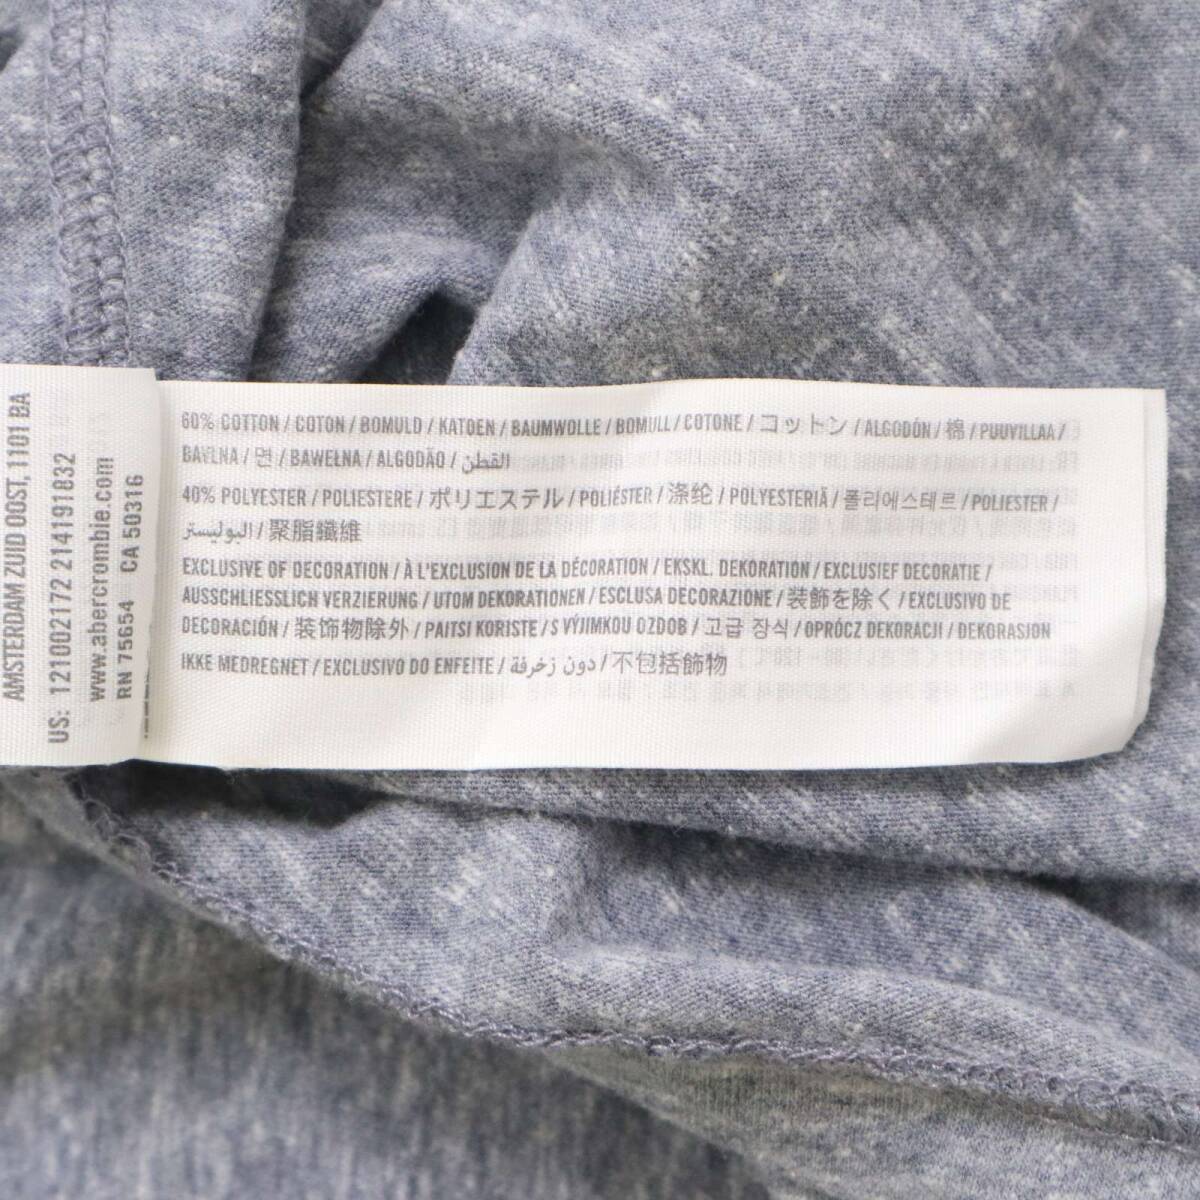 60% COTTON / COTON / BOMULD / KATOEN / BAUMWOLLE / BOMULL / COTONE / コットン / ALGODÓN / 棉 / PUUVILLAA /
BAVLNA / 면 / BAWEŁNA / ALGODÃO / القطن
40% POLYESTER / POLIESTERE / ポリエステル / POLIÉSTER / 涤纶 / POLYESTERIÄ / 폴리에스테르 / POLIESTER /
البوليستر / 聚脂纖維
EXCLUSIVE OF DECORATION / À L'EXCLUSION DE LA DÉCORATION / EKSKL. DEKORATION / EXCLUSIEF DECORATIE /
AUSSCHLIESSLICH VERZIERUNG / UTOM DEKORATIONEN / ESCLUSA DECORAZIONE / 装飾を除く / EXCLUSIVO DE
DECORACIÓN / 装饰物除外 / PAITSI KORISTE / S VÝJIMKOU OZDOB / 고급 장식 / OPRÓCZ DEKORACJI / DEKORASJON
IKKE MEDREGNET / EXCLUSIVO DO ENFEITE / دون زخرفة / 不包括飾物
AMSTERDAM ZUID OOST, 1101 BA
US: 1210021722 214191832
www.abercrombie.com
RN 75654 CA 50316